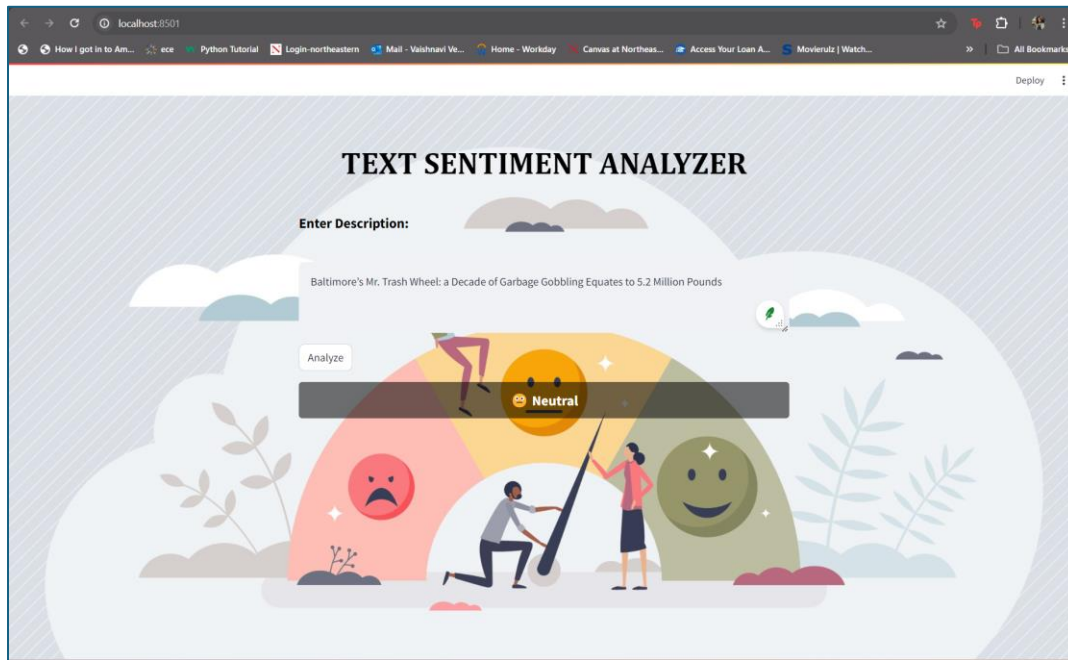 localhost:8501
How I got in to Am... ece Python Tutorial Login-northeastern Mail - Vaishnavi Ve... Home - Workday Canvas at Northeas... Access Your Loan A... Movierulz | Watch... » All Bookmarks
Deploy
TEXT SENTIMENT ANALYZER
Enter Description:
Baltimore's Mr. Trash Wheel: a Decade of Garbage Gobbling Equates to 5.2 Million Pounds
Analyze
Neutral